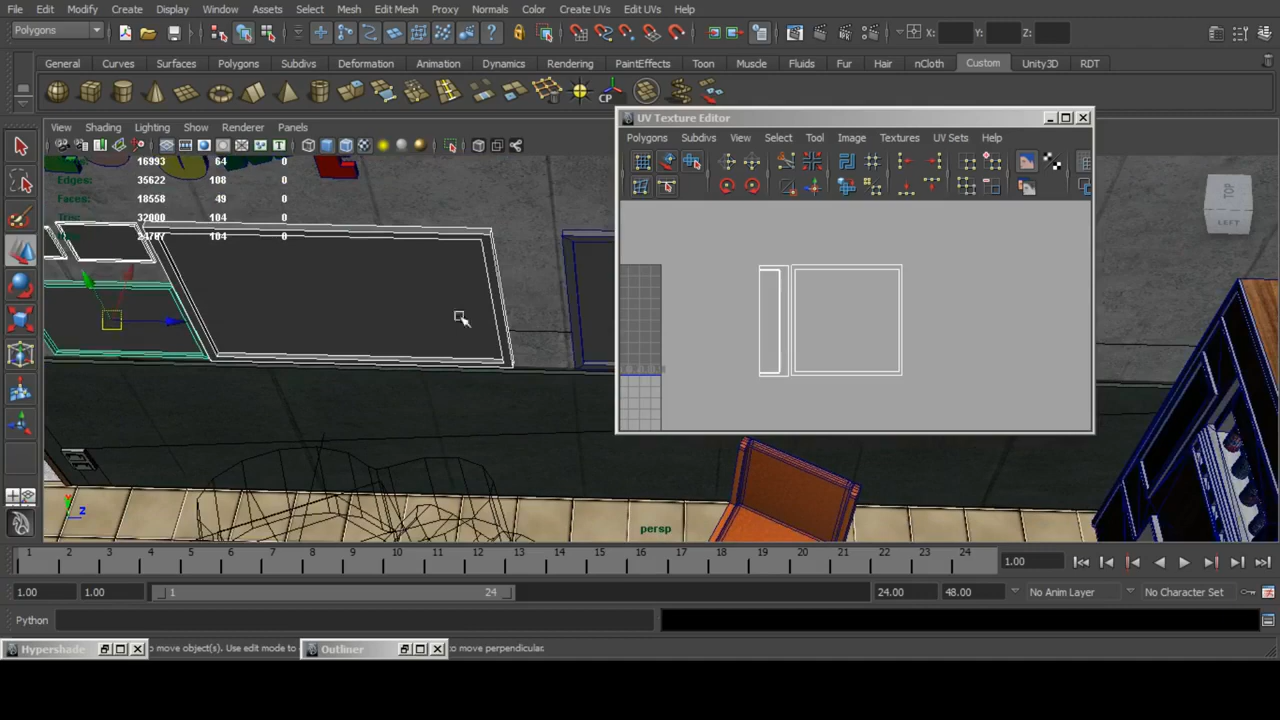 File Edit Modify Create Display Window Assets Select Mesh Edit Mesh Proxy Normals Color Create UVs Edit UVs Help
Polygons X: Y: Z:
General Curves Surfaces Polygons Subdivs Deformation Animation Dynamics Rendering PaintEffects Toon Muscle Fluids Fur Hair nCloth Custom Unity3D RDT
CP
View Shading Lighting Show Renderer Panels
UV Texture Editor
Polygons Subdivs View Select Tool Image Textures UV Sets Help
16993 64 0
Edges: 35622 108 0
Faces: 18558 49 0
Tris: 32000 104 0
104 0
TOP
LEFT
Y
Z
persp
1 2 3 4 5 6 7 8 9 10 11 12 13 14 15 16 17 18 19 20 21 22 23 24 1.00
1.00 1.00 1 24 24.00 48.00 No Anim Layer No Character Set
Python
Hypershade Outliner to move object(s). Use edit mode to to move perpendicular.